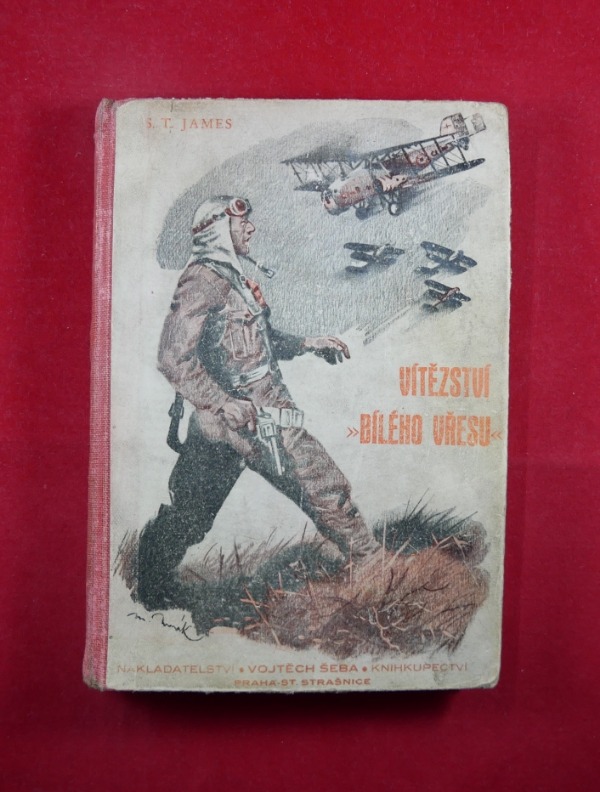 S. T. JAMES
VÍTĚZSTVÍ
»BÍLÉHO VŘESU«
NAKLADATELSTVÍ • VOJTĚCH ŠEBA • KNIHKUPECTVÍ
PRAHA-ST. STRAŠNICE